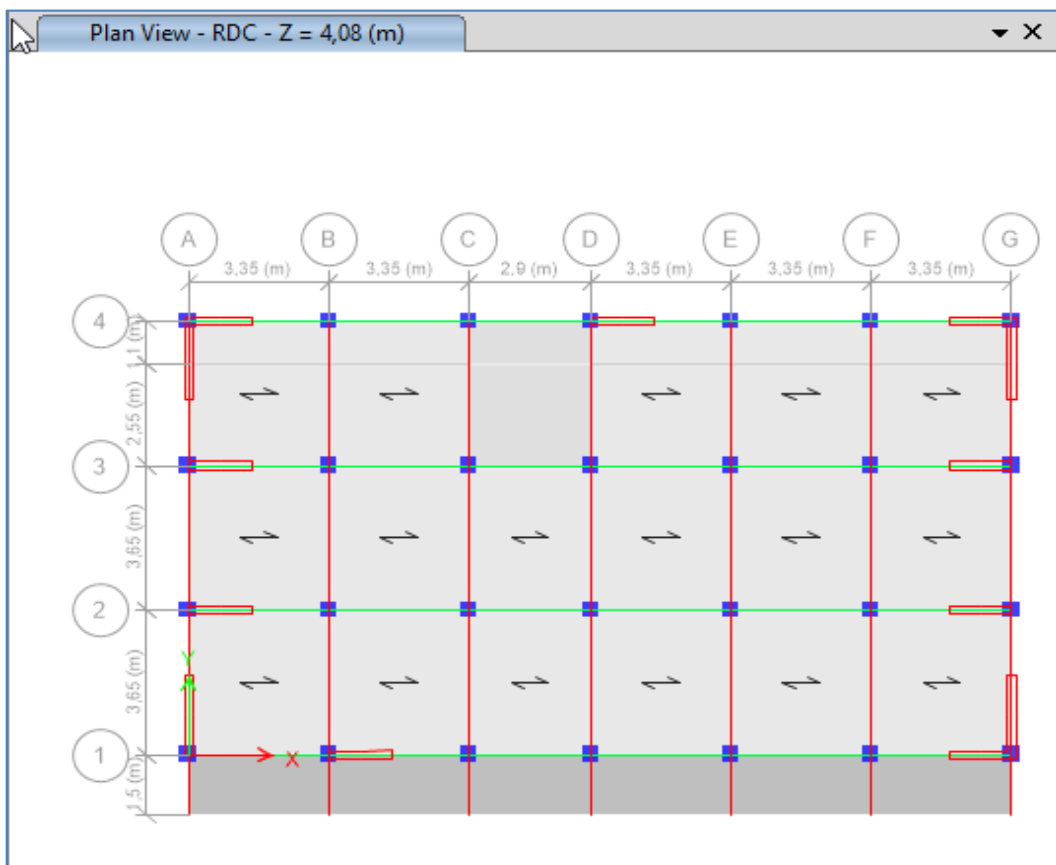 Plan View - RDC - Z = 4,08 (m)
A B C D E F G
3,35 (m) 3,35 (m) 2,9 (m) 3,35 (m) 3,35 (m) 3,35 (m)
4
1,1 (m)
2,55 (m)
3
3,65 (m)
2
3,65 (m)
Y
1
X
1,5 (m)